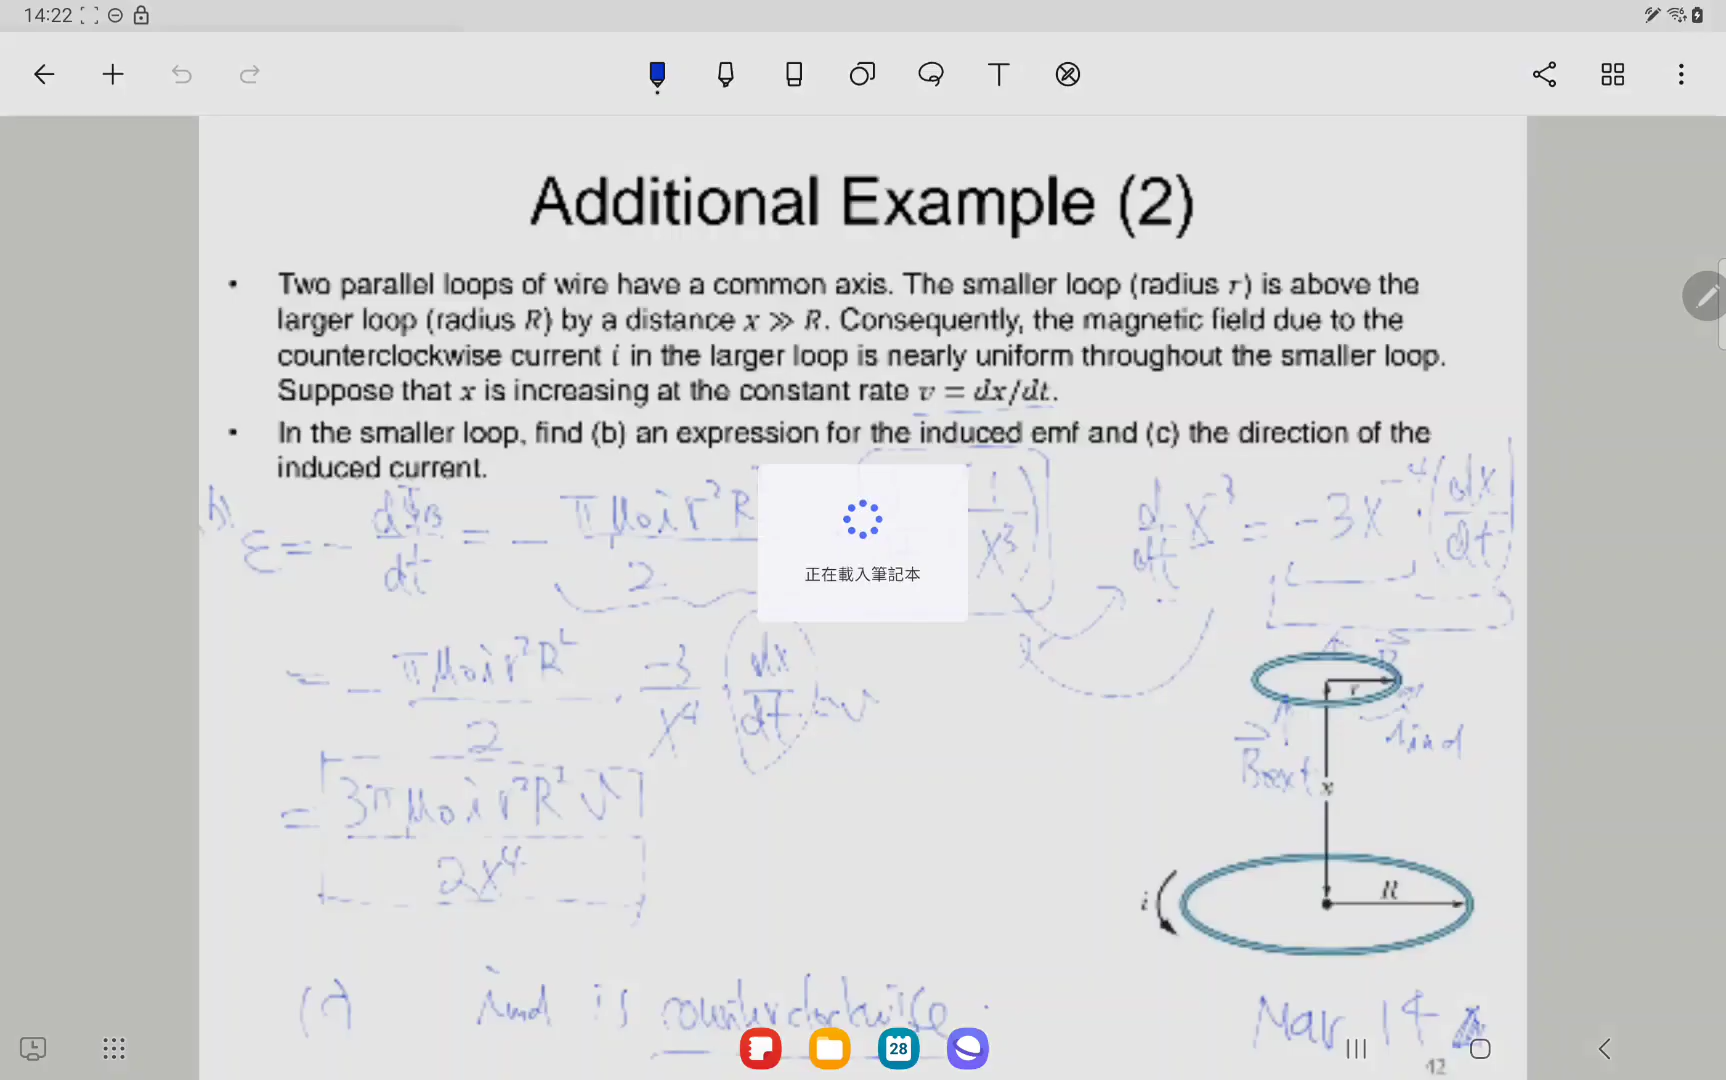 14:22
Additional Example (2)
• Two parallel loops of wire have a common axis. The smaller loop (radius r) is above the
larger loop (radius R) by a distance x ≫ R. Consequently, the magnetic field due to the
counterclockwise current i in the larger loop is nearly uniform throughout the smaller loop.
Suppose that x is increasing at the constant rate v = dx/dt.
• In the smaller loop, find (b) an expression for the induced emf and (c) the direction of the
induced current.
b) ε = - dΦB/dt = - πμ₀ir²R /2 1/x³) d/dt x⁻³ = -3x⁻⁴ · (dx/dt)
正在載入筆記本
= - πμ₀ir²R²/2 · -3/x⁴ · dx/dt v
= 3πμ₀ir²R²v / 2x⁴
r
Bext
iind
x
R
i
(c) iind is counterclockwise.
Mar 14
28
42